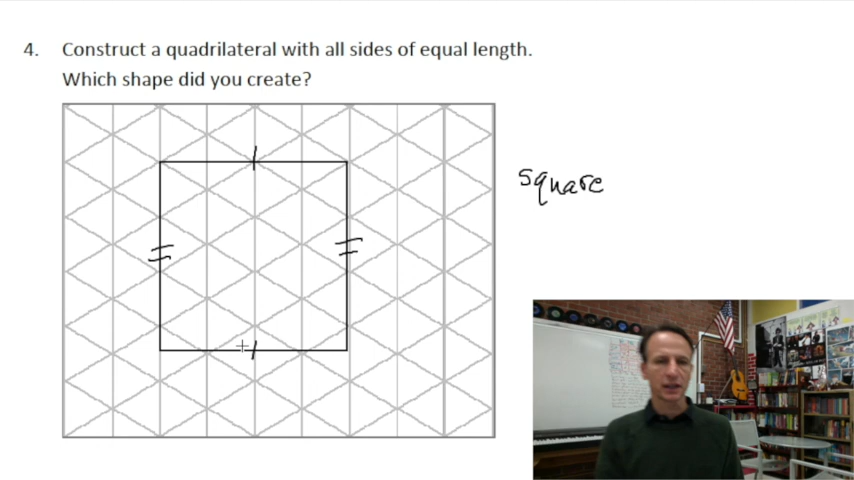 4. Construct a quadrilateral with all sides of equal length.
Which shape did you create?
square